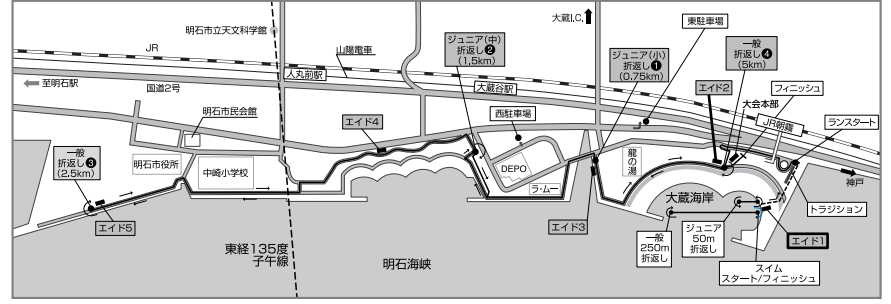 大蔵I.C.
明石市立天文科学館
JR
山陽電車
ジュニア(中)
折返し❷
(1,5km)
ジュニア(小)
折返し❶
(0.75km)
東駐車場
一般
折返し❹
(5km)
至明石駅
国道2号
人丸前駅
大蔵谷駅
エイド2
大会本部
フィニッシュ
明石市民会館
エイド4
西駐車場
JR朝霧
ランスタート
一般
折返し❸
(2.5km)
明石市役所
中崎小学校
DEPO
ラ・ムー
龍の湯
神戸
大蔵海岸
トラジション
エイド5
エイド3
一般
250m
折返し
ジュニア
50m
折返し
エイド1
東経135度
子午線
明石海峡
スイム
スタート/フィニッシュ